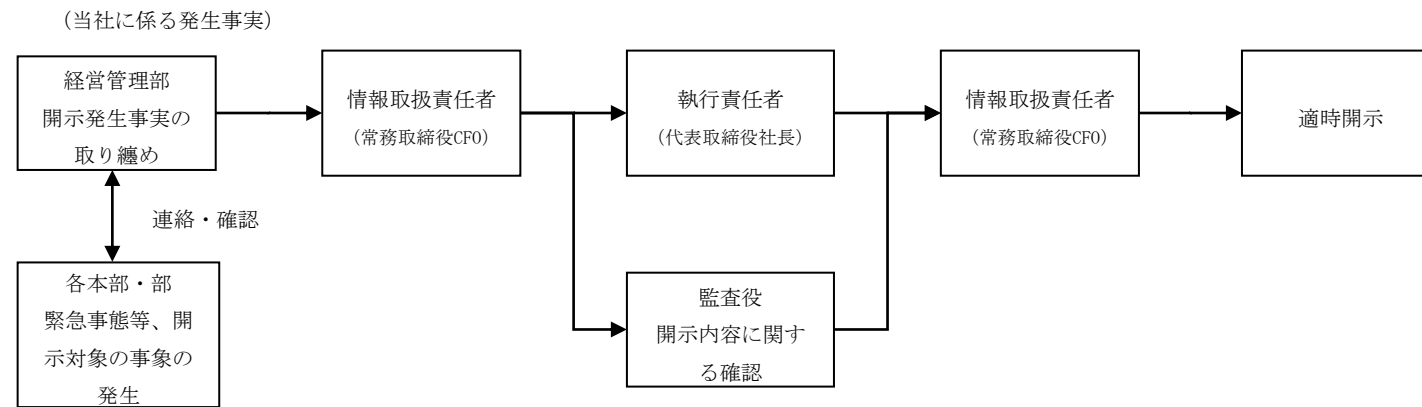 （当社に係る発生事実）
経営管理部
開示発生事実の
取り纏め
情報取扱責任者
（常務取締役CFO）
執行責任者
（代表取締役社長）
情報取扱責任者
（常務取締役CFO）
適時開示
連絡・確認
各本部・部
緊急事態等、開
示対象の事象の
発生
監査役
開示内容に関す
る確認